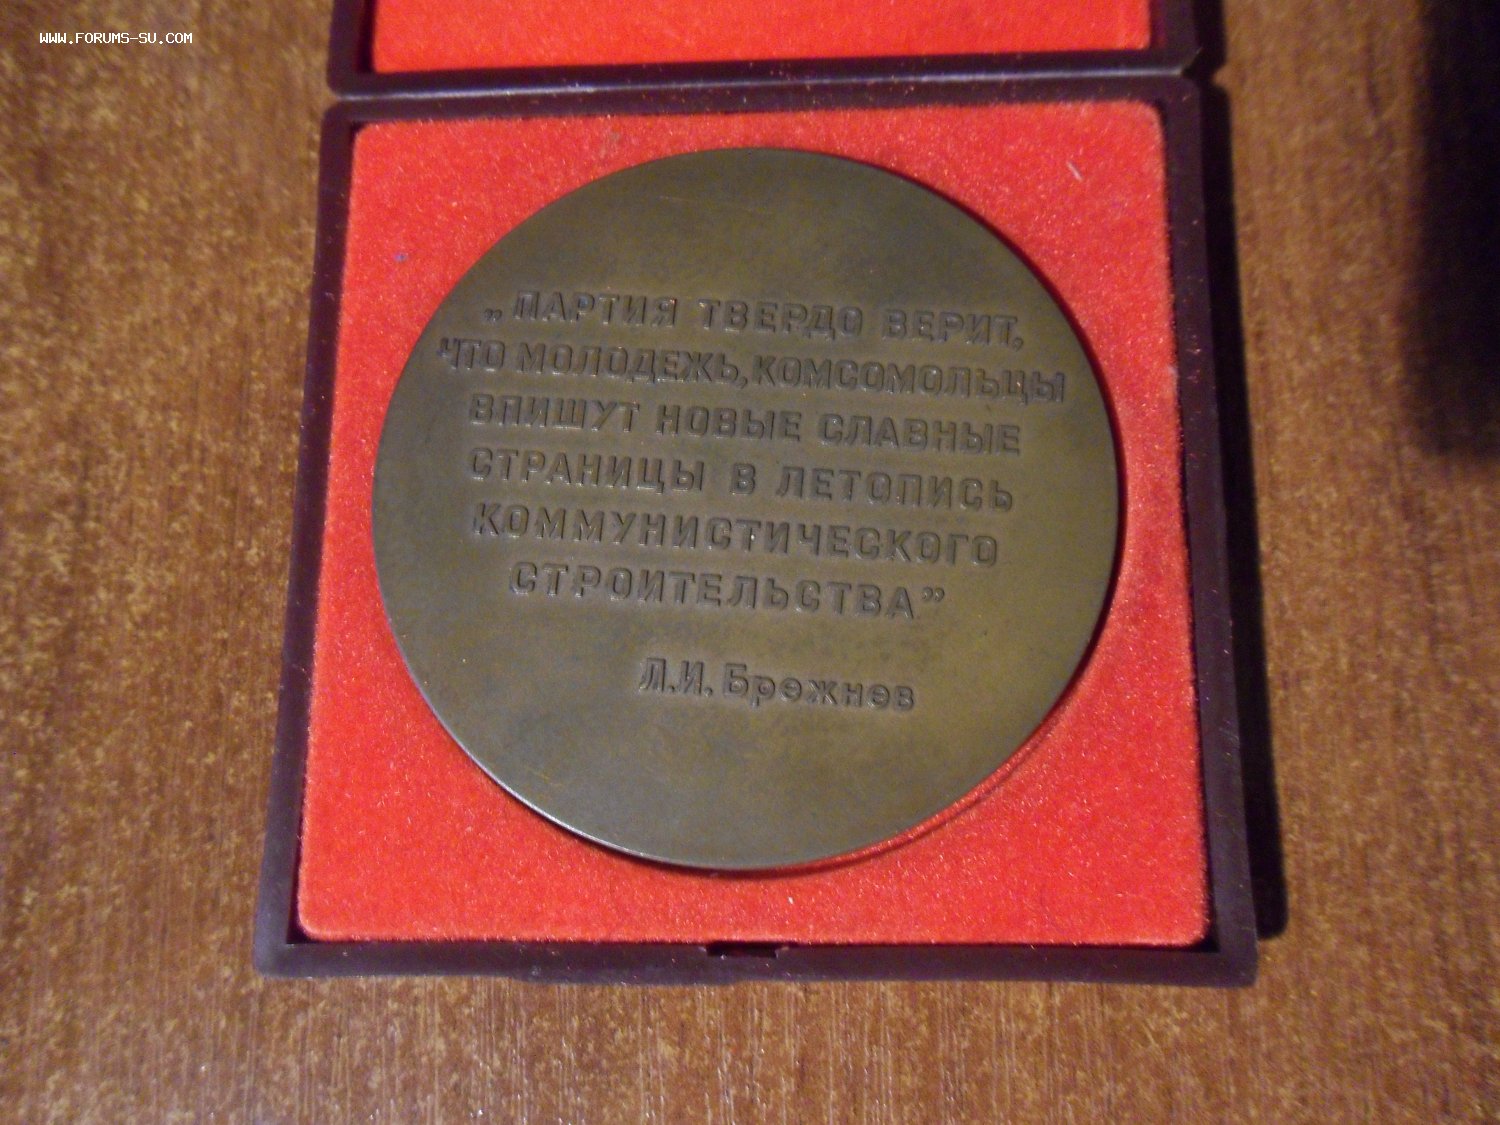 WWW.FORUMS-SU.COM
„ПАРТИЯ ТВЕРДО ВЕРИТ,
ЧТО МОЛОДЕЖЬ, КОМСОМОЛЬЦЫ
ВПИШУТ НОВЫЕ СЛАВНЫЕ
СТРАНИЦЫ В ЛЕТОПИСЬ
КОММУНИСТИЧЕСКОГО
СТРОИТЕЛЬСТВА”
Л.И. Брежнев